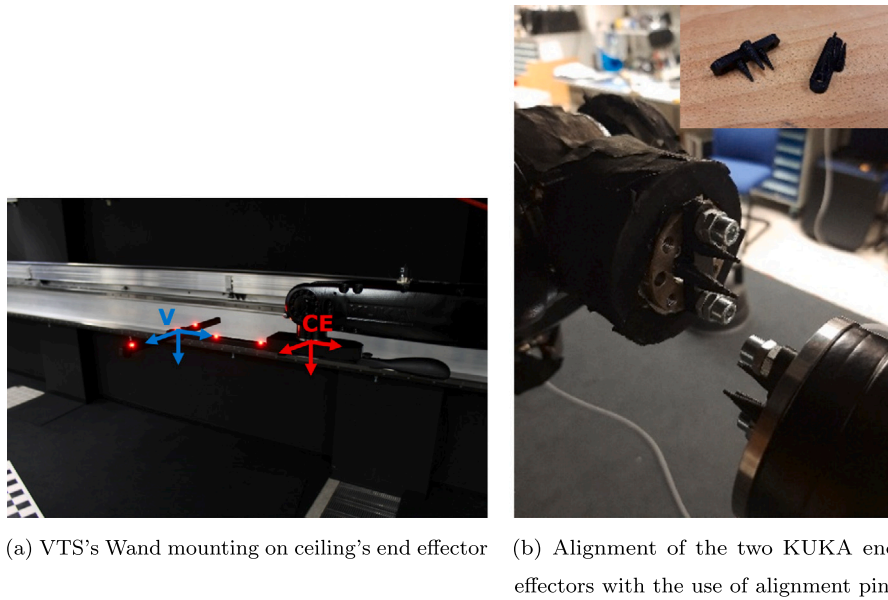 V
CE
(a) VTS's Wand mounting on ceiling's end effector
(b) Alignment of the two KUKA end
effectors with the use of alignment pin